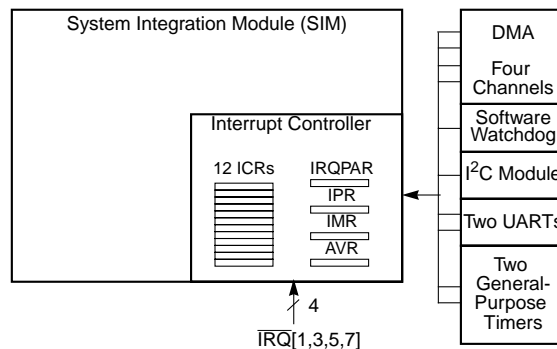 System Integration Module (SIM)
Interrupt Controller
12 ICRs
IRQPAR
IPR
IMR
AVR
4
IRQ[1,3,5,7]
DMA
Four
Channels
Software
Watchdog
I²C Module
Two UARTs
Two
General-
Purpose
Timers